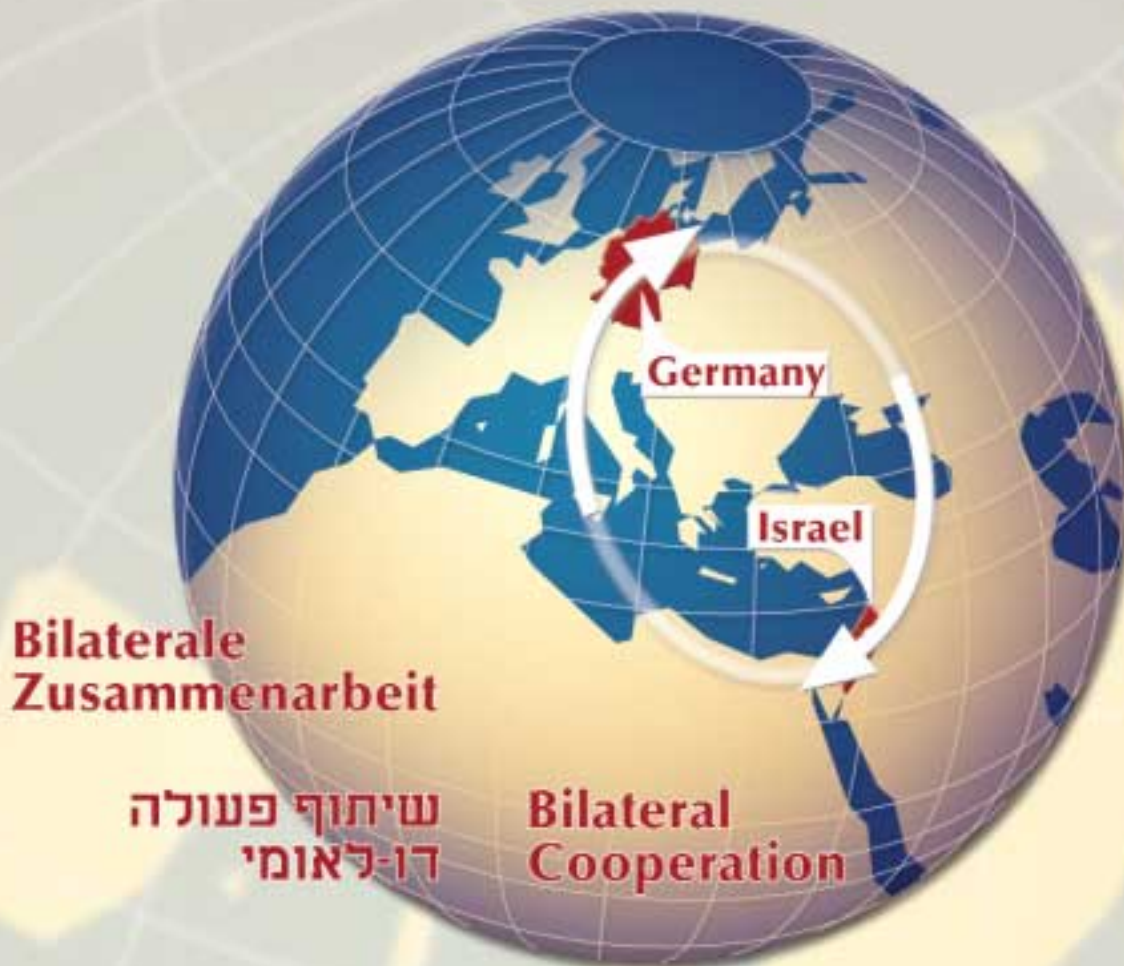 Germany
Israel
Bilaterale
Zusammenarbeit
שיתוף פעולה
דו-לאומי
Bilateral
Cooperation